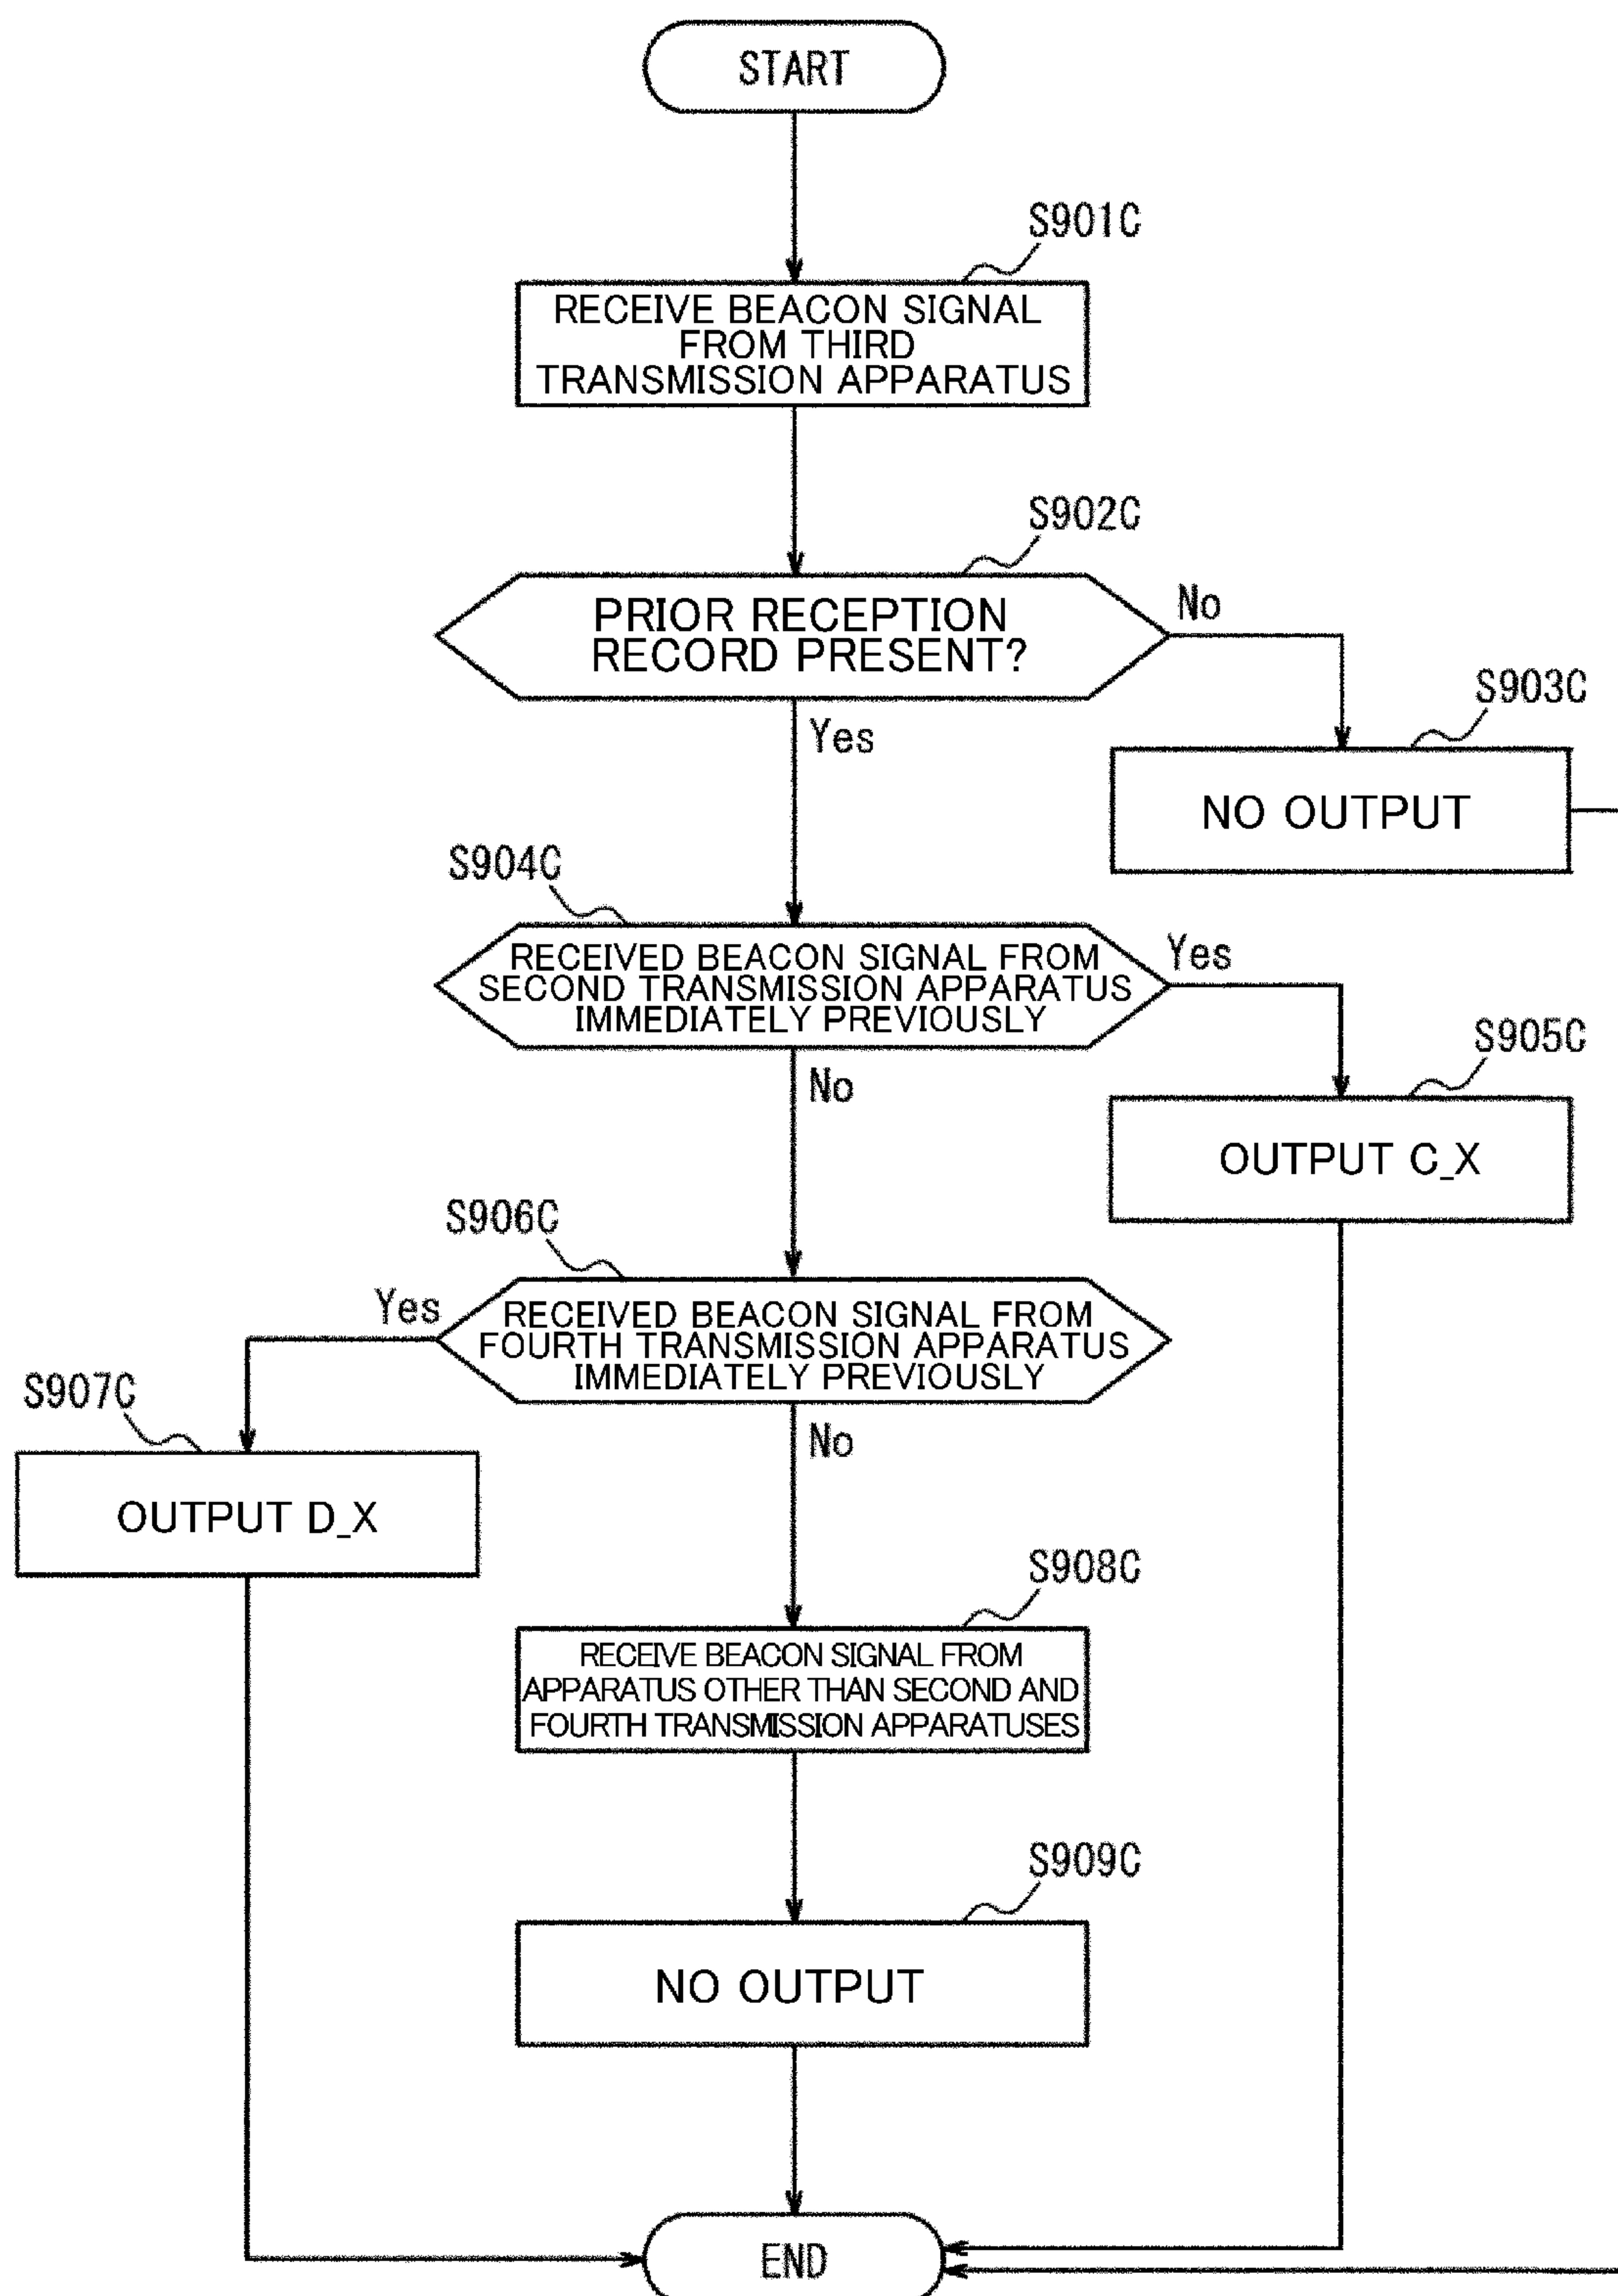 START
S901C
RECEIVE BEACON SIGNAL
FROM THIRD
TRANSMISSION APPARATUS
S902C
PRIOR RECEPTION
RECORD PRESENT?
No
Yes
S903C
NO OUTPUT
S904C
RECEIVED BEACON SIGNAL FROM
SECOND TRANSMISSION APPARATUS
IMMEDIATELY PREVIOUSLY
Yes
No
S905C
OUTPUT C_X
S906C
RECEIVED BEACON SIGNAL FROM
FOURTH TRANSMISSION APPARATUS
IMMEDIATELY PREVIOUSLY
Yes
No
S907C
OUTPUT D_X
S908C
RECEIVE BEACON SIGNAL FROM
APPARATUS OTHER THAN SECOND AND
FOURTH TRANSMISSION APPARATUSES
S909C
NO OUTPUT
END